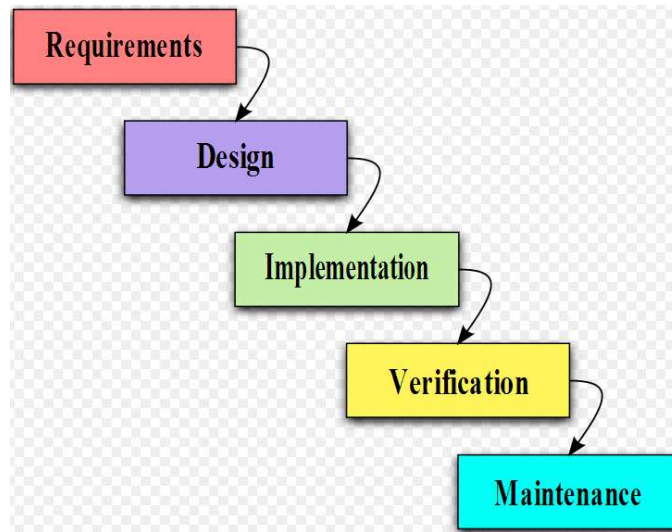 Requirements
Design
Implementation
Verification
Maintenance